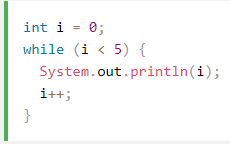 int i = 0;
while (i < 5) {
  System.out.println(i);
  i++;
}